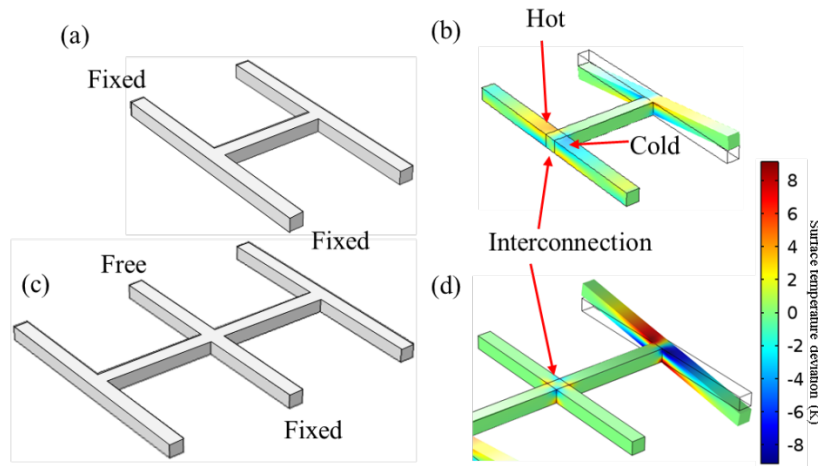 (a)
Fixed
Fixed
(b)
Hot
Cold
Interconnection
(c)
Free
Fixed
(d)
8
6
4
2
0
-2
-4
-6
-8
Surface temperature deviation (K)